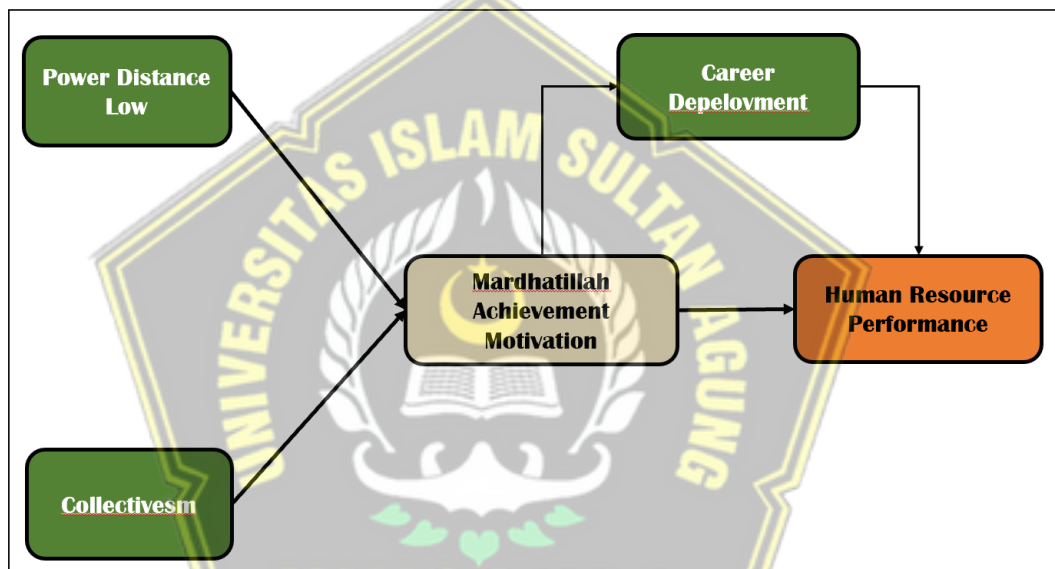 Power Distance
Low
Career
Depelovment
UNIVERSITAS ISLAM SULTAN AGUNG
Mardhatillah
Achievement
Motivation
Human Resource
Performance
Collectivesm